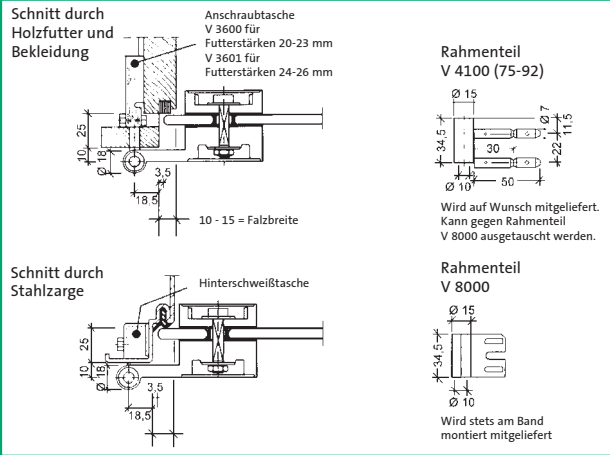 Schnitt durch
Holzfutter und
Bekleidung
Anschraubtasche
V 3600 für
Futterstärken 20-23 mm
V 3601 für
Futterstärken 24-26 mm
25
10
Ø 18
3,5
18,5
10 - 15 = Falzbreite
Rahmenteil
V 4100 (75-92)
Ø 15
Ø 7
11,5
34,5
30
22
Ø 10
50
Wird auf Wunsch mitgeliefert.
Kann gegen Rahmenteil
V 8000 ausgetauscht werden.
Schnitt durch
Stahlzarge
Hinterschweißtasche
25
10
Ø 18
3,5
18,5
Rahmenteil
V 8000
Ø 15
34,5
Ø 10
Wird stets am Band
montiert mitgeliefert